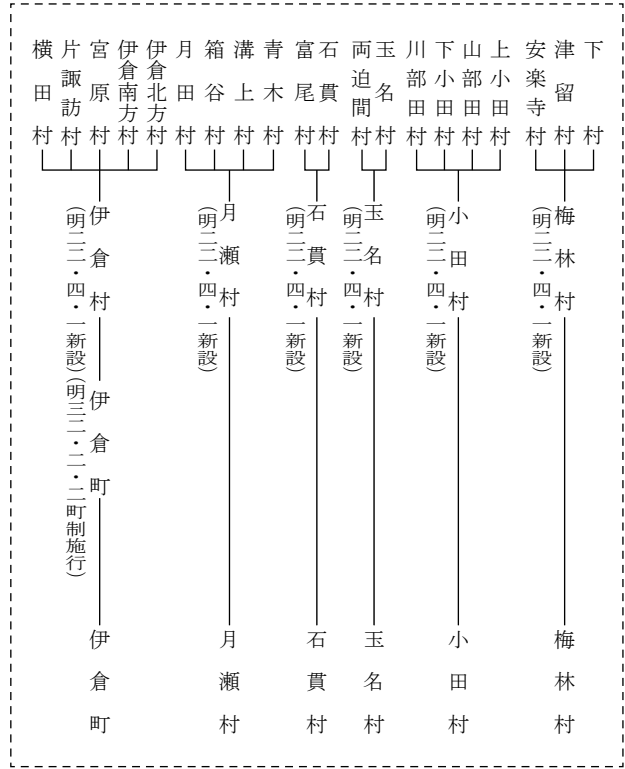 下村
津留村
安楽寺村
上小田村
山部田村
下小田村
川部田村
玉名村
両迫間村
石貫村
富尾村
青木村
溝上村
箱谷村
月田村
伊倉北方村
伊倉南方村
宮原村
片諏訪村
横田村
梅林村
(明二二・四・一新設)
小田村
(明二二・四・一新設)
玉名村
(明二二・四・一新設)
石貫村
(明二二・四・一新設)
月瀬村
(明二二・四・一新設)
伊倉村
(明二二・四・一新設)
伊倉町
(明三二・二・二町制施行)
梅林村
小田村
玉名村
石貫村
月瀬村
伊倉町